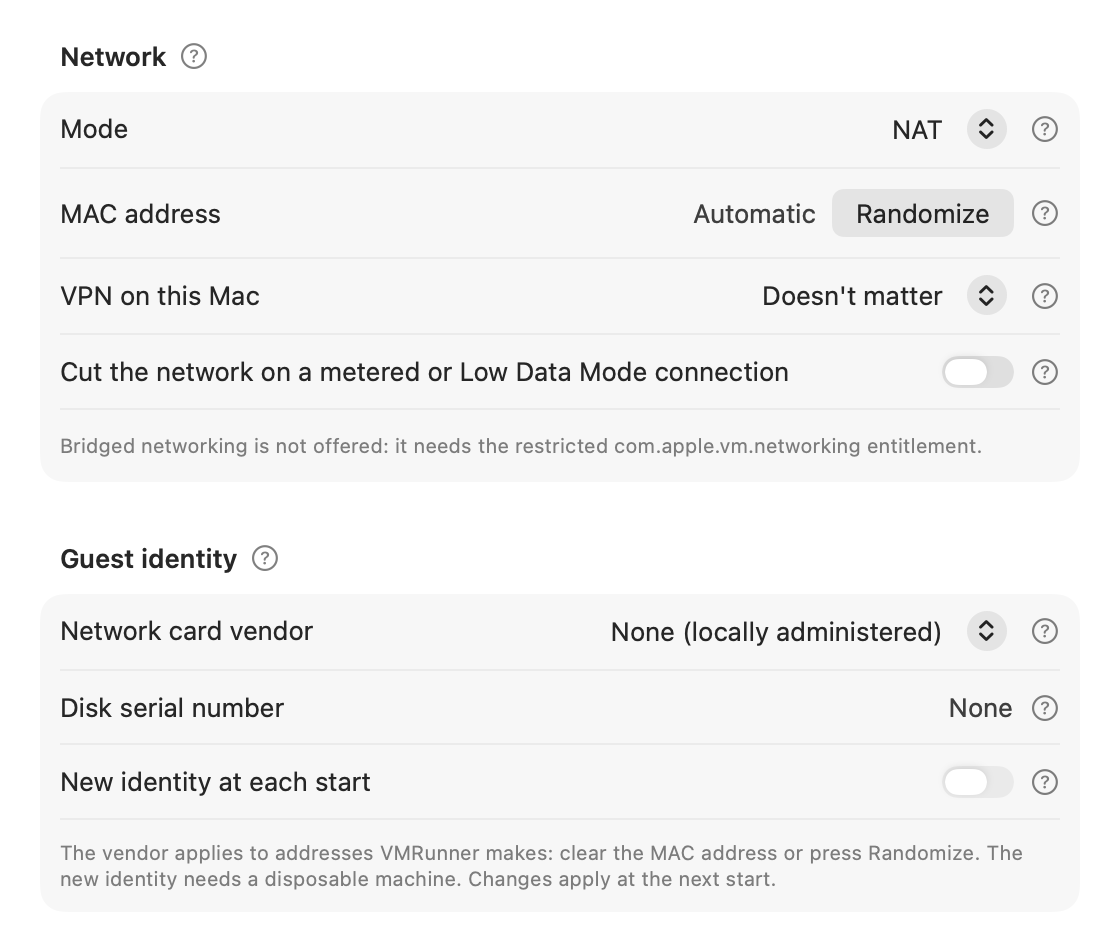 Network ?
Mode NAT ?
MAC address Automatic Randomize ?
VPN on this Mac Doesn't matter ?
Cut the network on a metered or Low Data Mode connection ?
Bridged networking is not offered: it needs the restricted com.apple.vm.networking entitlement.
Guest identity ?
Network card vendor None (locally administered) ?
Disk serial number None ?
New identity at each start ?
The vendor applies to addresses VMRunner makes: clear the MAC address or press Randomize. The
new identity needs a disposable machine. Changes apply at the next start.